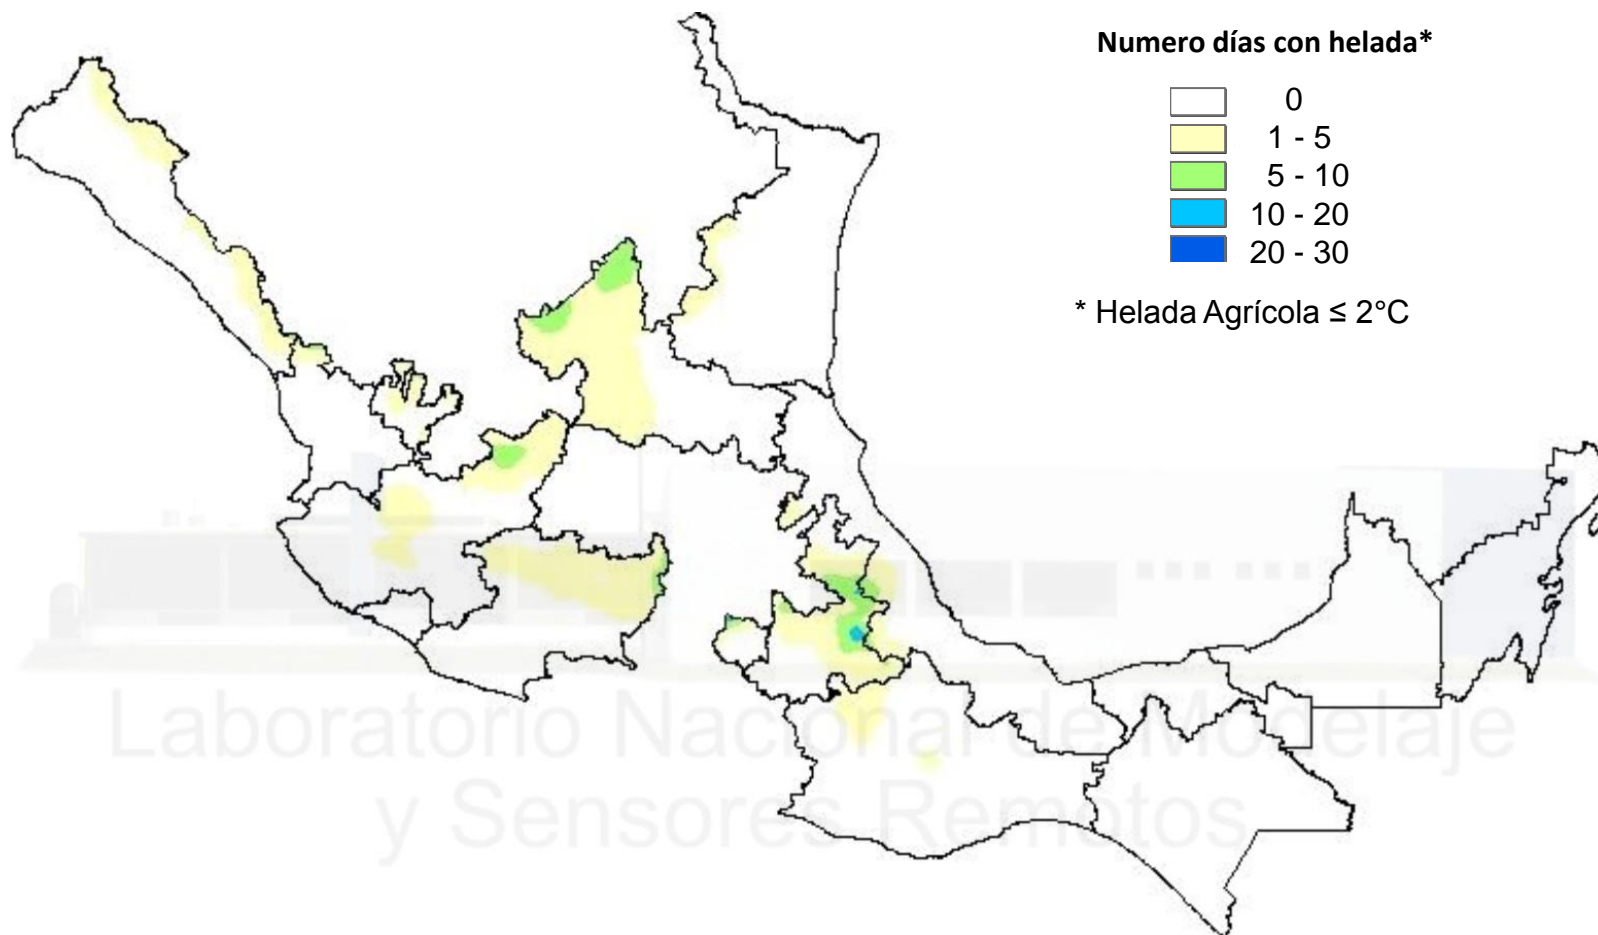 Numero días con helada*
0
1 - 5
5 - 10
10 - 20
20 - 30
* Helada Agrícola ≤ 2°C
Laboratorio Nacional de Modelaje
y Sensores Remotos